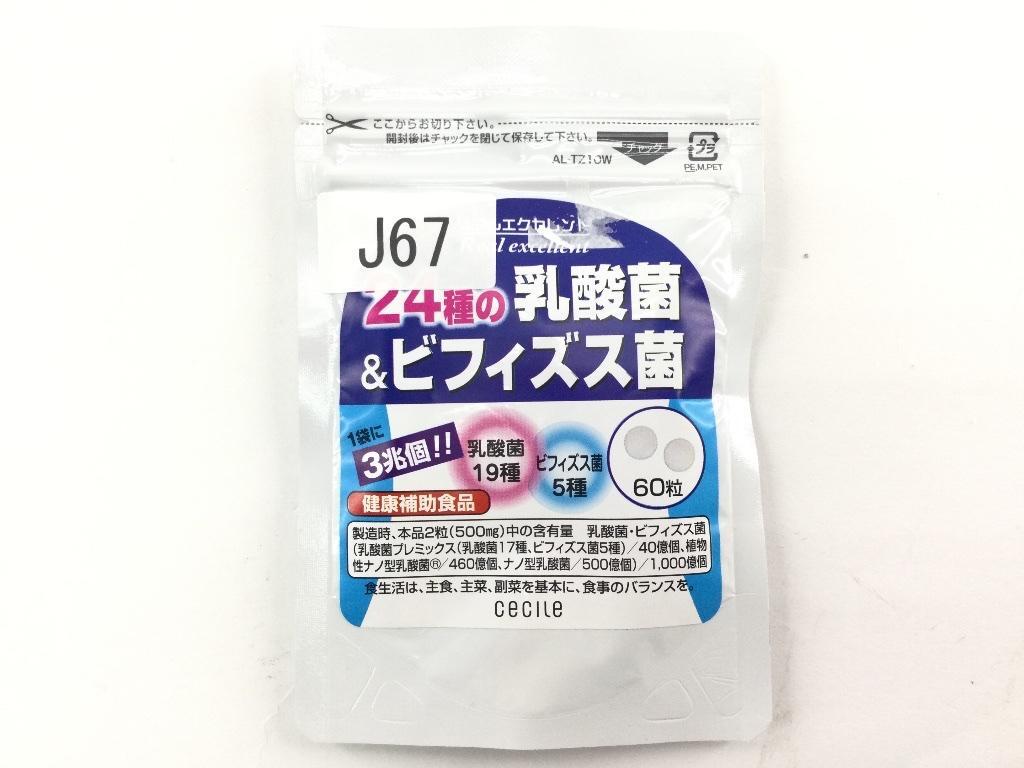 ここからお切り下さい。
開封後はチャックを閉じて保存して下さい。
チャック
AL-TZ10W
プラ
PE,M,PET
J67
エクセレント
excellent
24種の乳酸菌
&ビフィズス菌
1袋に
3兆個!!
乳酸菌
19種
ビフィズス菌
5種
60粒
健康補助食品
製造時、本品2粒(500mg)中の含有量 乳酸菌・ビフィズス菌
(乳酸菌プレミックス(乳酸菌17種、ビフィズス菌5種)/40億個、植物
性ナノ型乳酸菌®/460億個、ナノ型乳酸菌/500億個)/1,000億個
食生活は、主食、主菜、副菜を基本に、食事のバランスを。
cecile